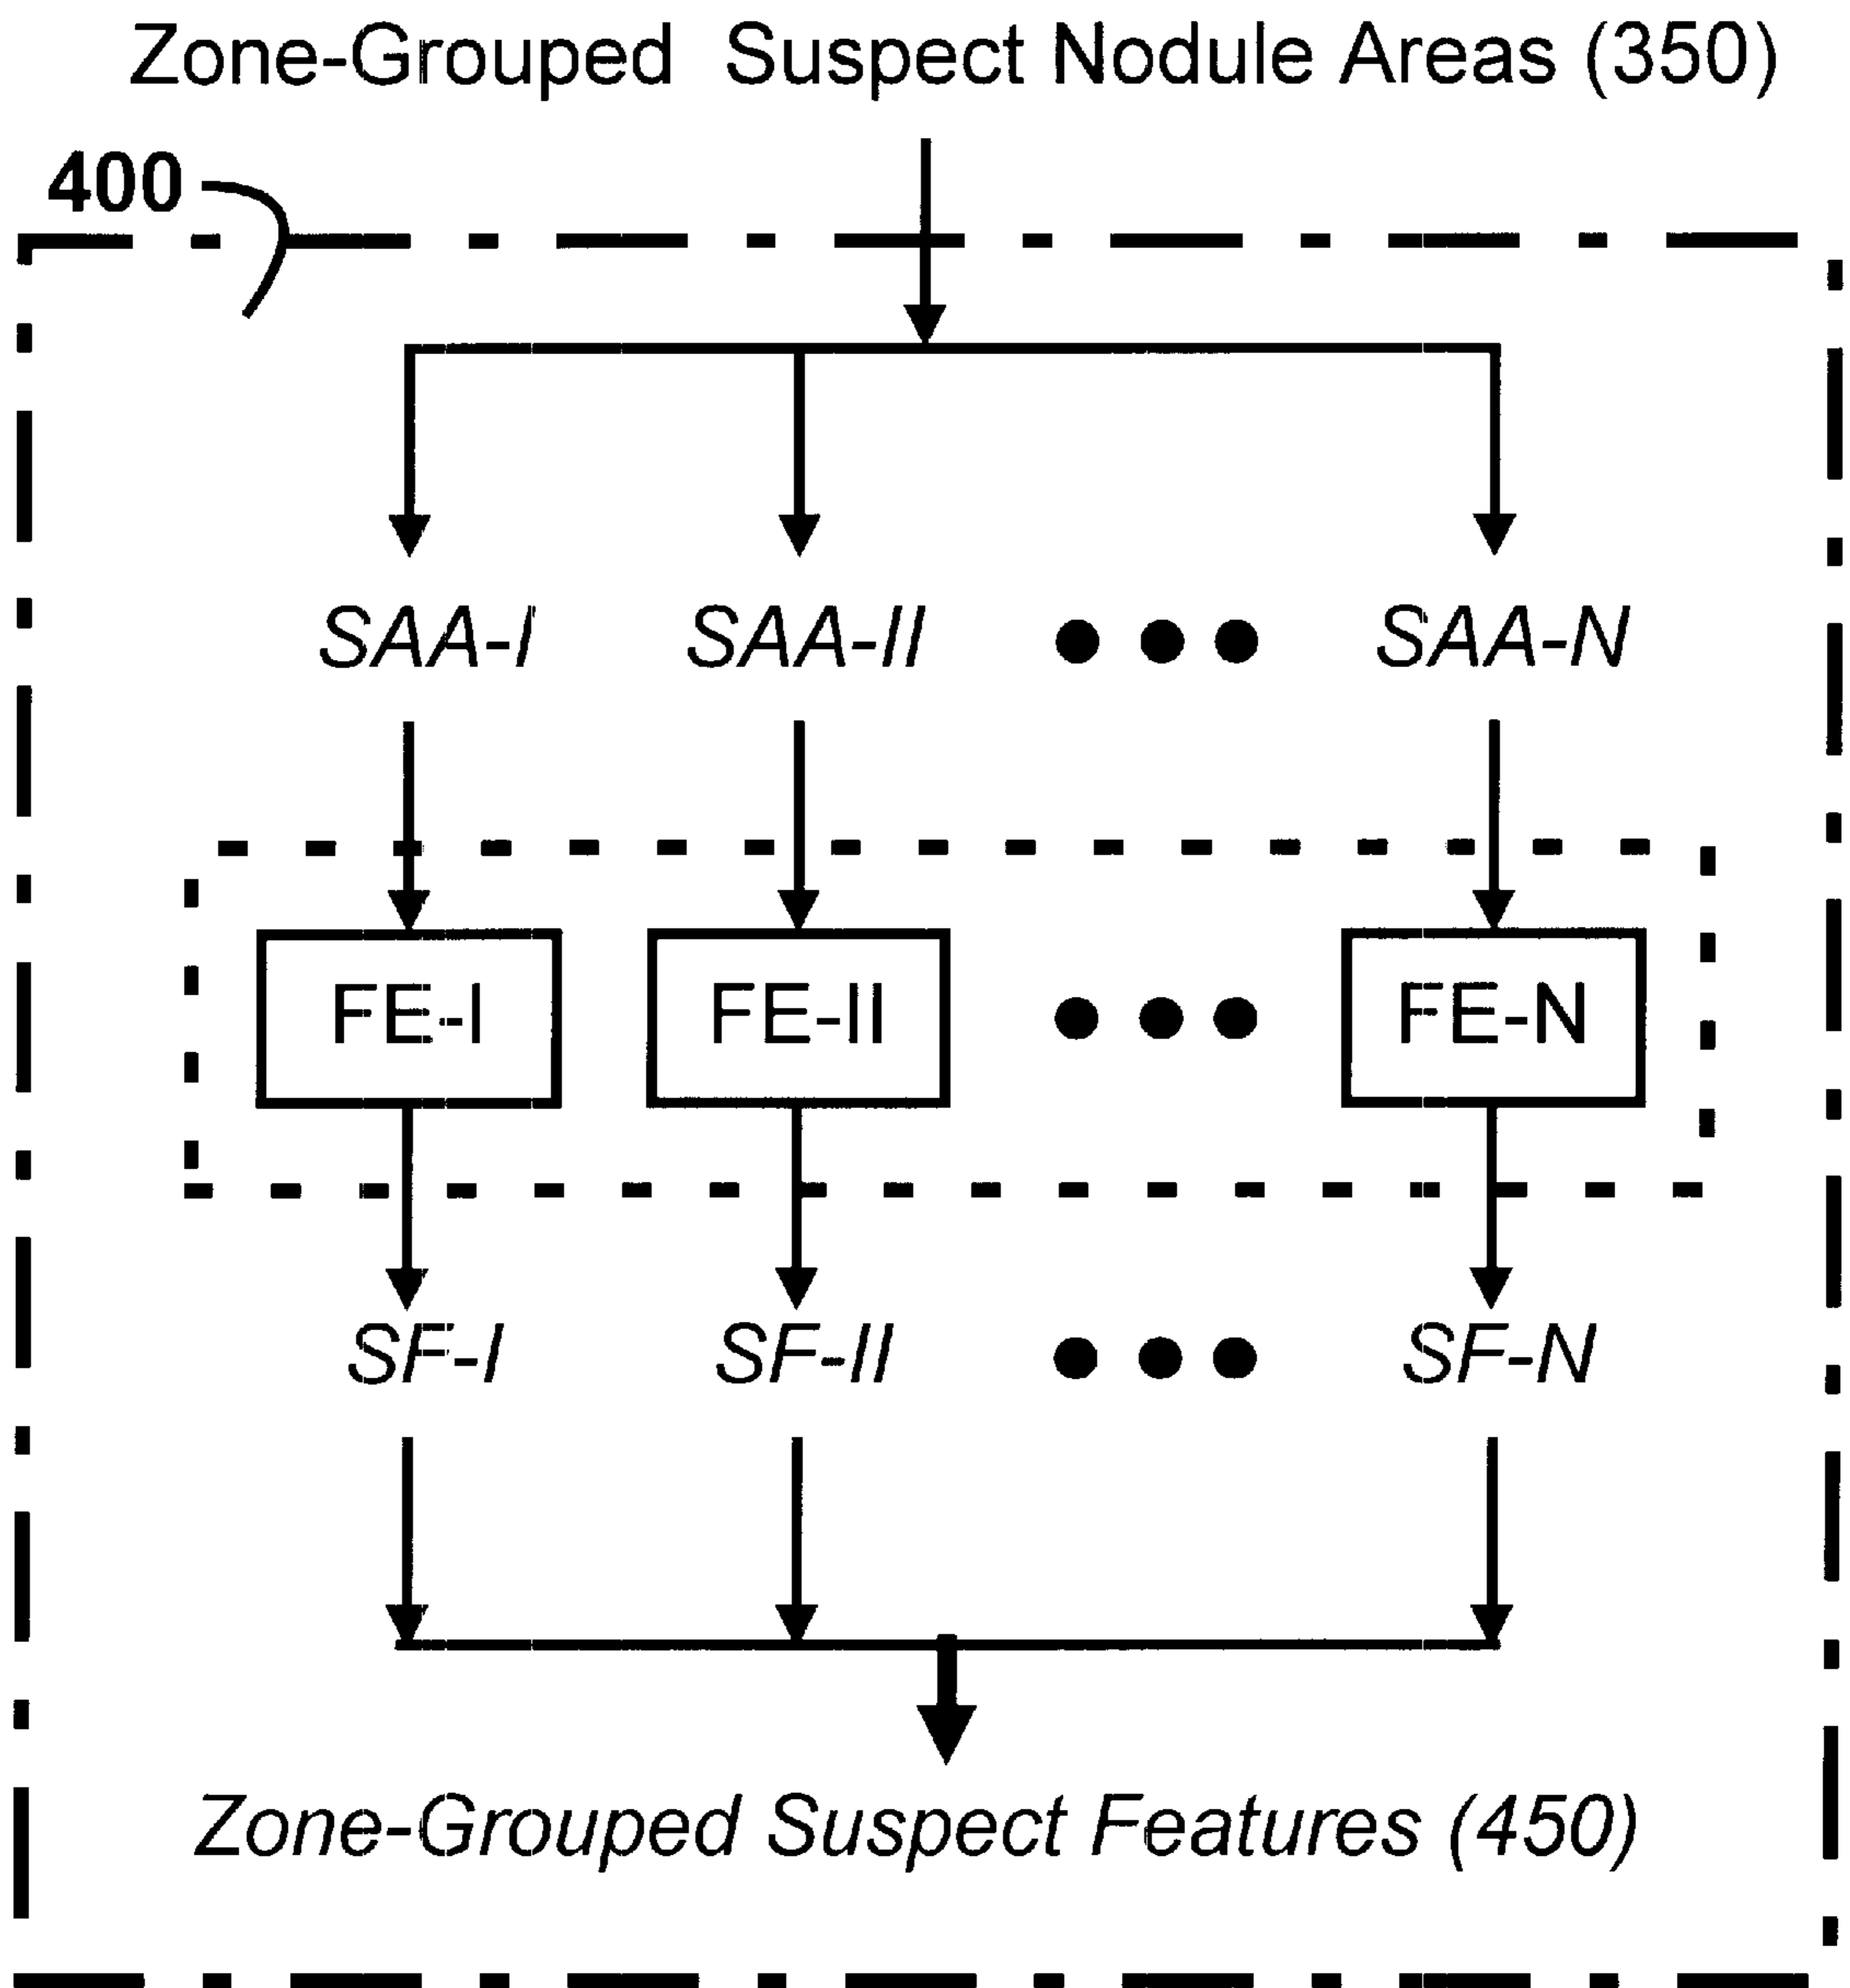 Zone-Grouped Suspect Nodule Areas (350)
400
SAA-I SAA-II ● ● ● SAA-N
FE-I FE-II ● ● ● FE-N
SF-I SF-II ● ● ● SF-N
Zone-Grouped Suspect Features (450)